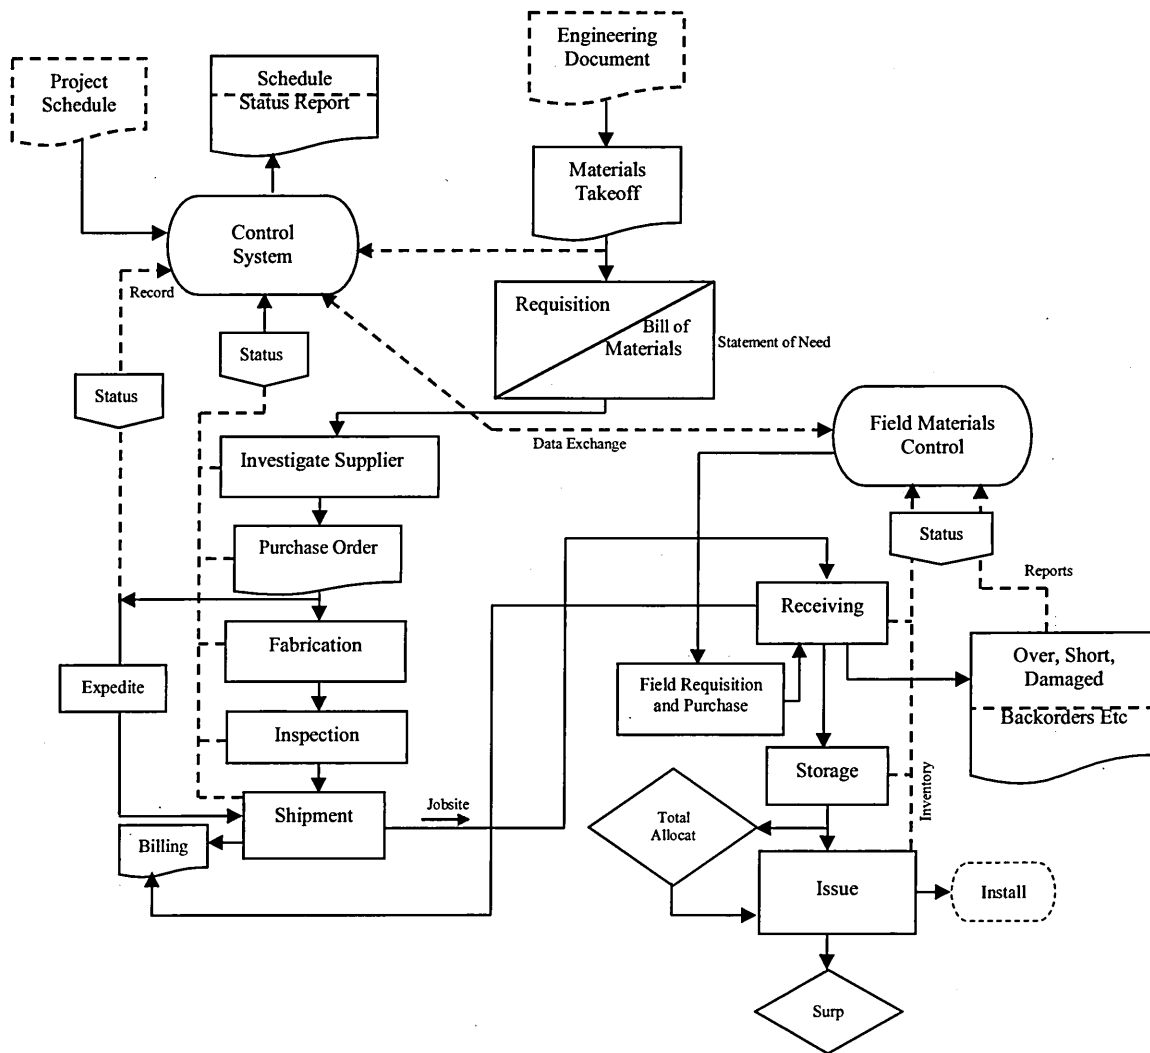 Engineering
Document
Project
Schedule
Schedule
Status Report
Materials
Takeoff
Control
System
Record
Requisition
Bill of
Materials
Statement of Need
Status
Status
Field Materials
Control
Data Exchange
Investigate Supplier
Purchase Order
Status
Reports
Receiving
Fabrication
Over, Short,
Damaged
Backorders Etc
Expedite
Field Requisition
and Purchase
Inspection
Storage
Inventory
Shipment
Jobsite
Total
Allocat
Billing
Issue
Install
Surp